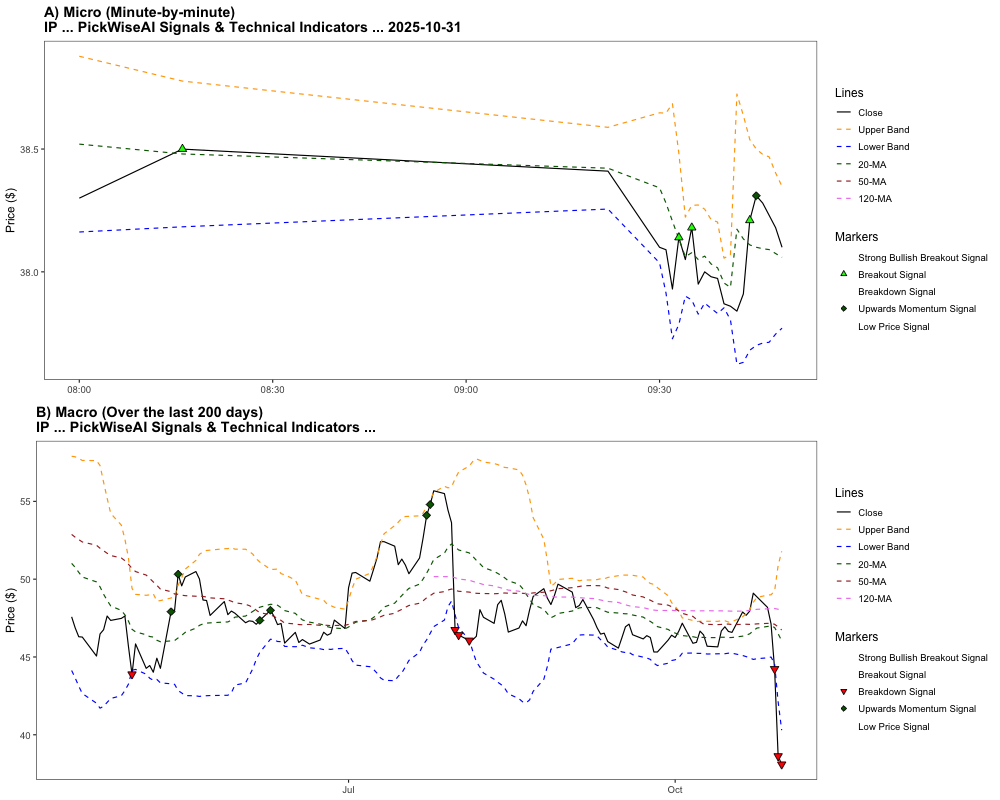 A) Micro (Minute-by-minute)
IP ... PickWiseAI Signals & Technical Indicators ... 2025-10-31
Price ($)
38.5
38.0
08:00
08:30
09:00
09:30
Lines
Close
Upper Band
Lower Band
20-MA
50-MA
120-MA
Markers
Strong Bullish Breakout Signal
Breakout Signal
Breakdown Signal
Upwards Momentum Signal
Low Price Signal
B) Macro (Over the last 200 days)
IP ... PickWiseAI Signals & Technical Indicators ...
Price ($)
55
50
45
40
Jul
Oct
Lines
Close
Upper Band
Lower Band
20-MA
50-MA
120-MA
Markers
Strong Bullish Breakout Signal
Breakout Signal
Breakdown Signal
Upwards Momentum Signal
Low Price Signal